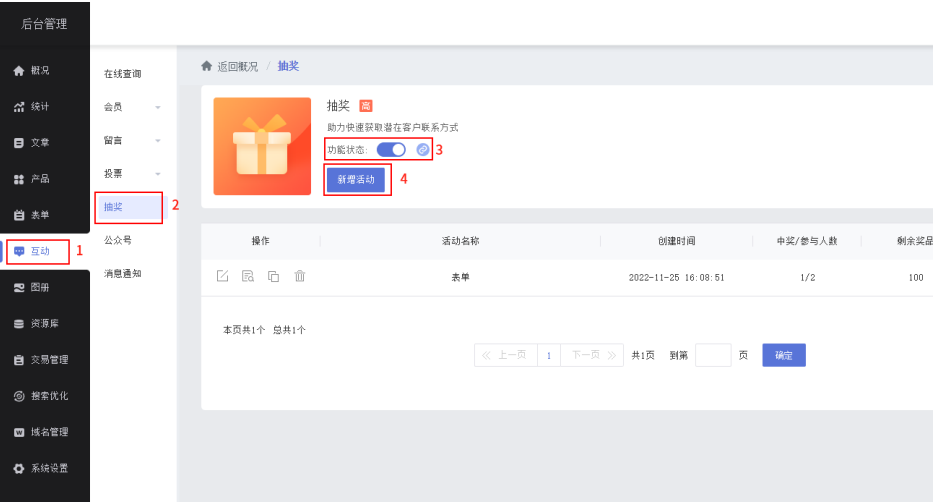 后台管理
概况
统计
文章
产品
表单
互动
1
图册
资源库
交易管理
搜索优化
域名管理
系统设置
在线查询
会员
留言
投票
抽奖
2
公众号
消息通知
返回概况 / 抽奖
抽奖 高
助力快速获取潜在客户联系方式
功能状态:
3
新增活动
4
操作 活动名称 创建时间 中奖/参与人数 剩余奖品
表单 2022-11-25 16:08:51 1/2 100
本页共1个 总共1个
上一页 1 下一页 共1页 到第 页 确定